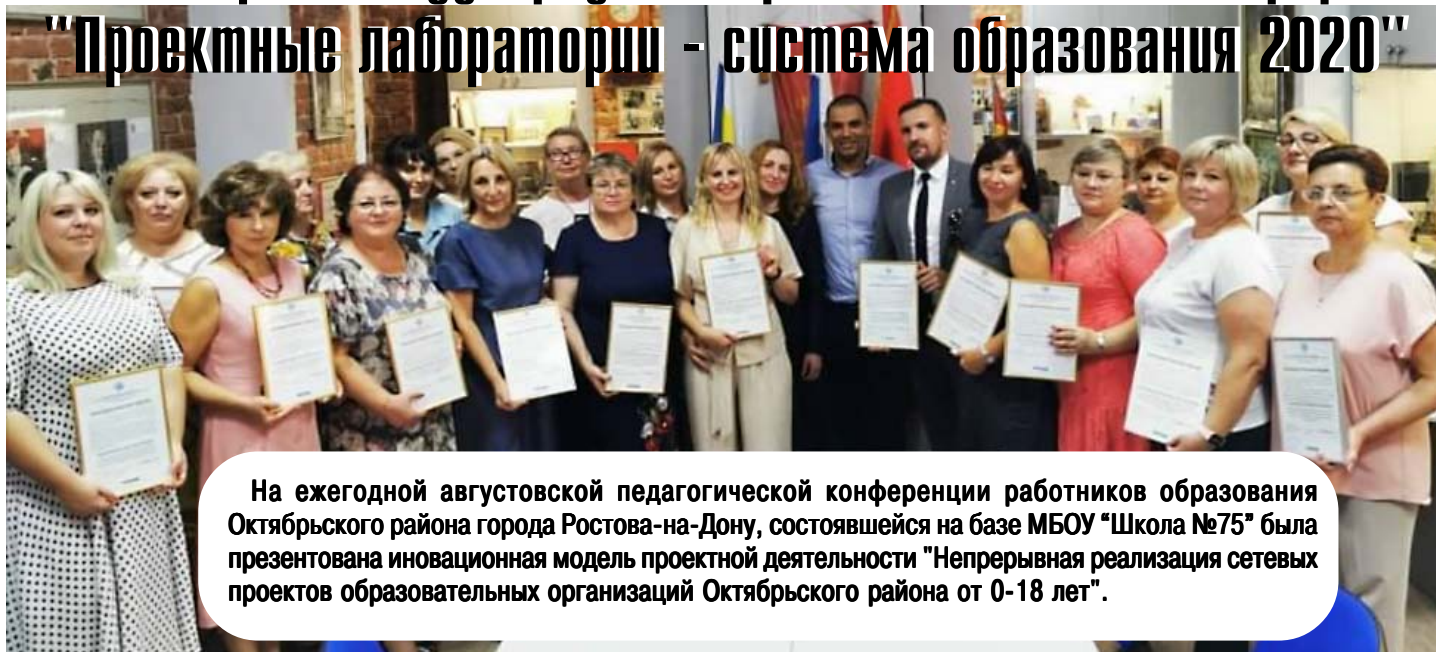 "Проектные лаборатории - система образования 2020"
На ежегодной августовской педагогической конференции работников образования
Октябрьского района города Ростова-на-Дону, состоявшейся на базе МБОУ “Школа №75” была
презентована иновационная модель проектной деятельности "Непрерывная реализация сетевых
проектов образовательных организаций Октябрьского района от 0-18 лет".